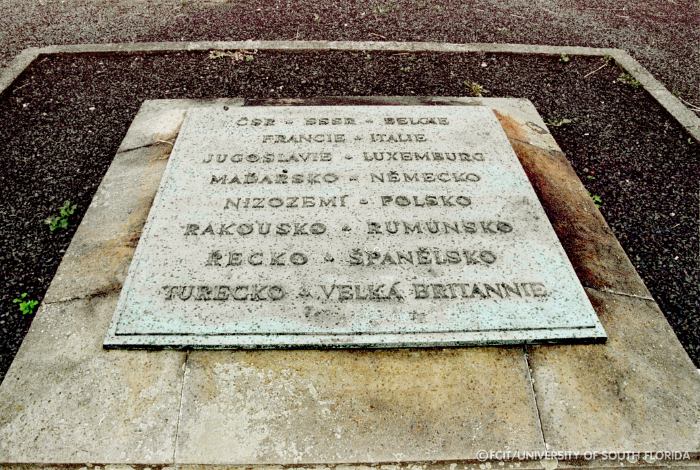 ČSR - SSSR - BELGIE
FRANCIE - ITALIE
JUGOSLAVIE - LUXEMBURG
MAĎARSKO - NĚMECKO
NIZOZEMÍ - POLSKO
RAKOUSKO - RUMUNSKO
ŘECKO - ŠPANĚLSKO
TURECKO - VELKÁ BRITANNIE
©FCIT/UNIVERSITY OF SOUTH FLORIDA